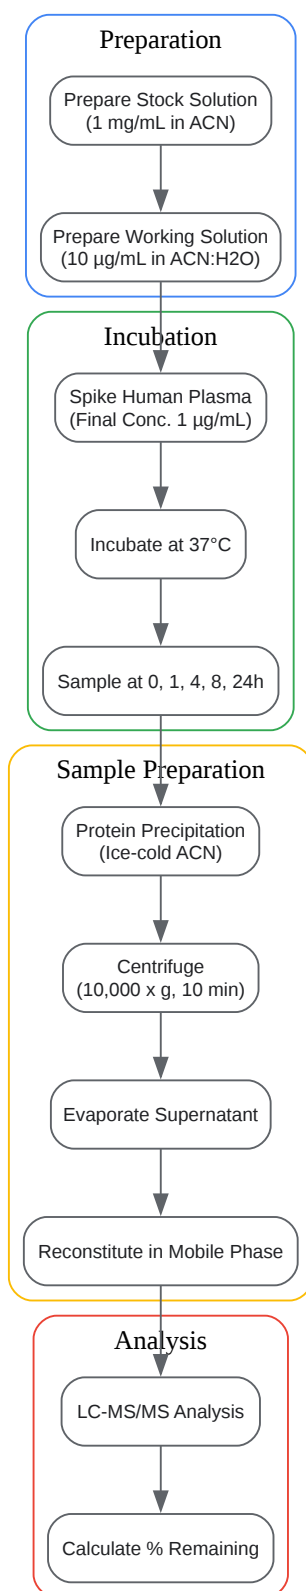 Preparation
Prepare Stock Solution
(1 mg/mL in ACN)
Prepare Working Solution
(10 µg/mL in ACN:H2O)
Incubation
Spike Human Plasma
(Final Conc. 1 µg/mL)
Incubate at 37°C
Sample at 0, 1, 4, 8, 24h
Sample Preparation
Protein Precipitation
(Ice-cold ACN)
Centrifuge
(10,000 x g, 10 min)
Evaporate Supernatant
Reconstitute in Mobile Phase
Analysis
LC-MS/MS Analysis
Calculate % Remaining